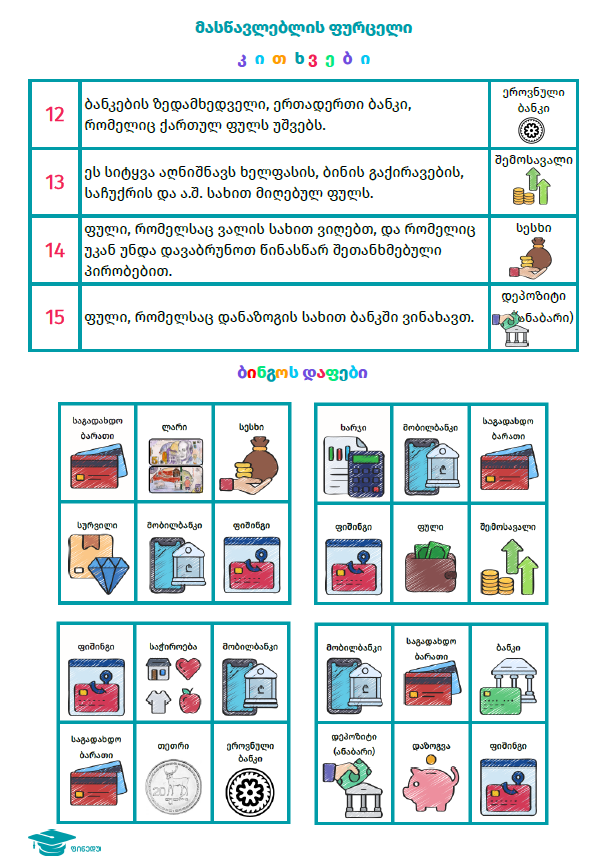 მასწავლებლის ფურცელი
კითხვები
12
ბანკების ზედამხედველი, ერთადერთი ბანკი,
რომელიც ქართულ ფულს უშვებს.
ეროვნული
ბანკი
13
ეს სიტყვა აღნიშნავს ხელფასის, ბინის გაქირავების,
საჩუქრის და ა.შ. სახით მიღებულ ფულს.
შემოსავალი
14
ფული, რომელსაც ვალის სახით ვიღებთ, და რომელიც
უკან უნდა დავაბრუნოთ წინასწარ შეთანხმებული
პირობებით.
სესხი
15
ფული, რომელსაც დანაზოგის სახით ბანკში ვინახავთ.
დეპოზიტი
(ანაბარი)
ბინგოს დაფები
საგადახდო
ბარათი
ლარი
სესხი
სურვილი
მობილბანკი
ფიშინგი
ხარჯი
მობილბანკი
საგადახდო
ბარათი
ფიშინგი
ფული
შემოსავალი
ფიშინგი
საჭიროება
მობილბანკი
საგადახდო
ბარათი
თეთრი
20
ეროვნული
ბანკი
მობილბანკი
საგადახდო
ბარათი
ბანკი
დეპოზიტი
(ანაბარი)
დაზოგვა
ფიშინგი
ფინედუ